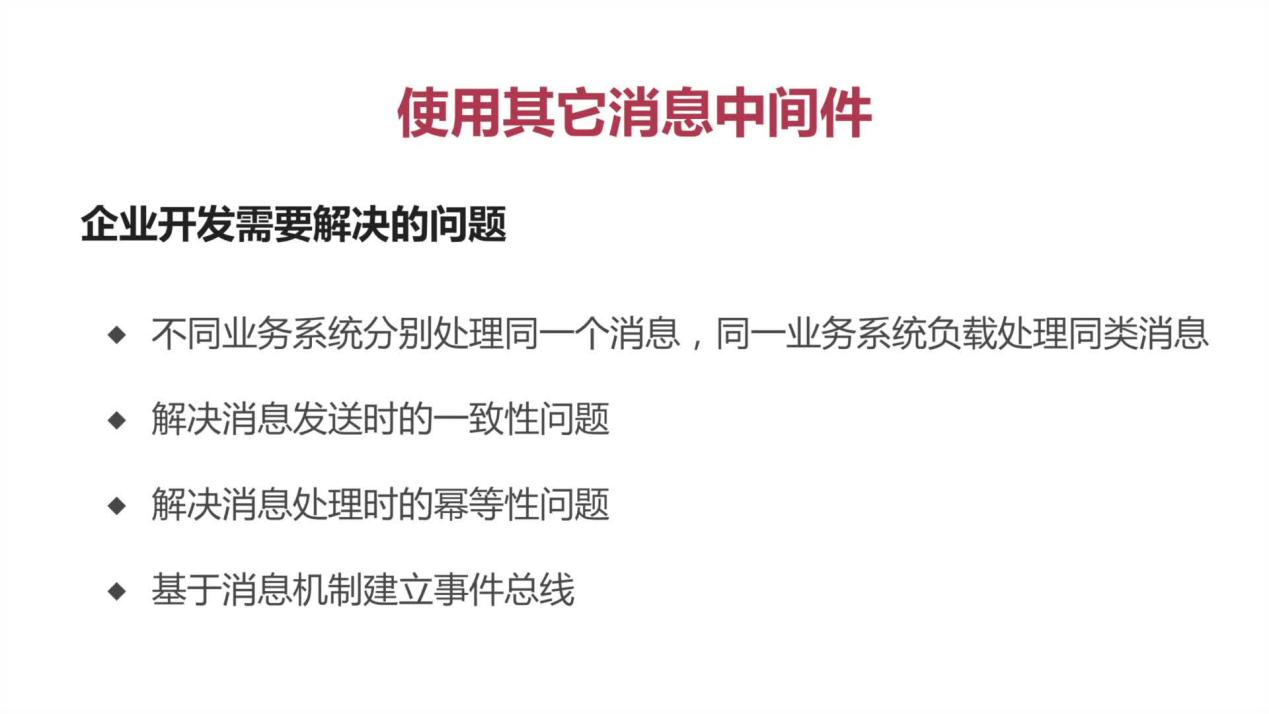 使用其它消息中间件
企业开发需要解决的问题
◆ 不同业务系统分别处理同一个消息，同一业务系统负载处理同类消息
◆ 解决消息发送时的一致性问题
◆ 解决消息处理时的幂等性问题
◆ 基于消息机制建立事件总线